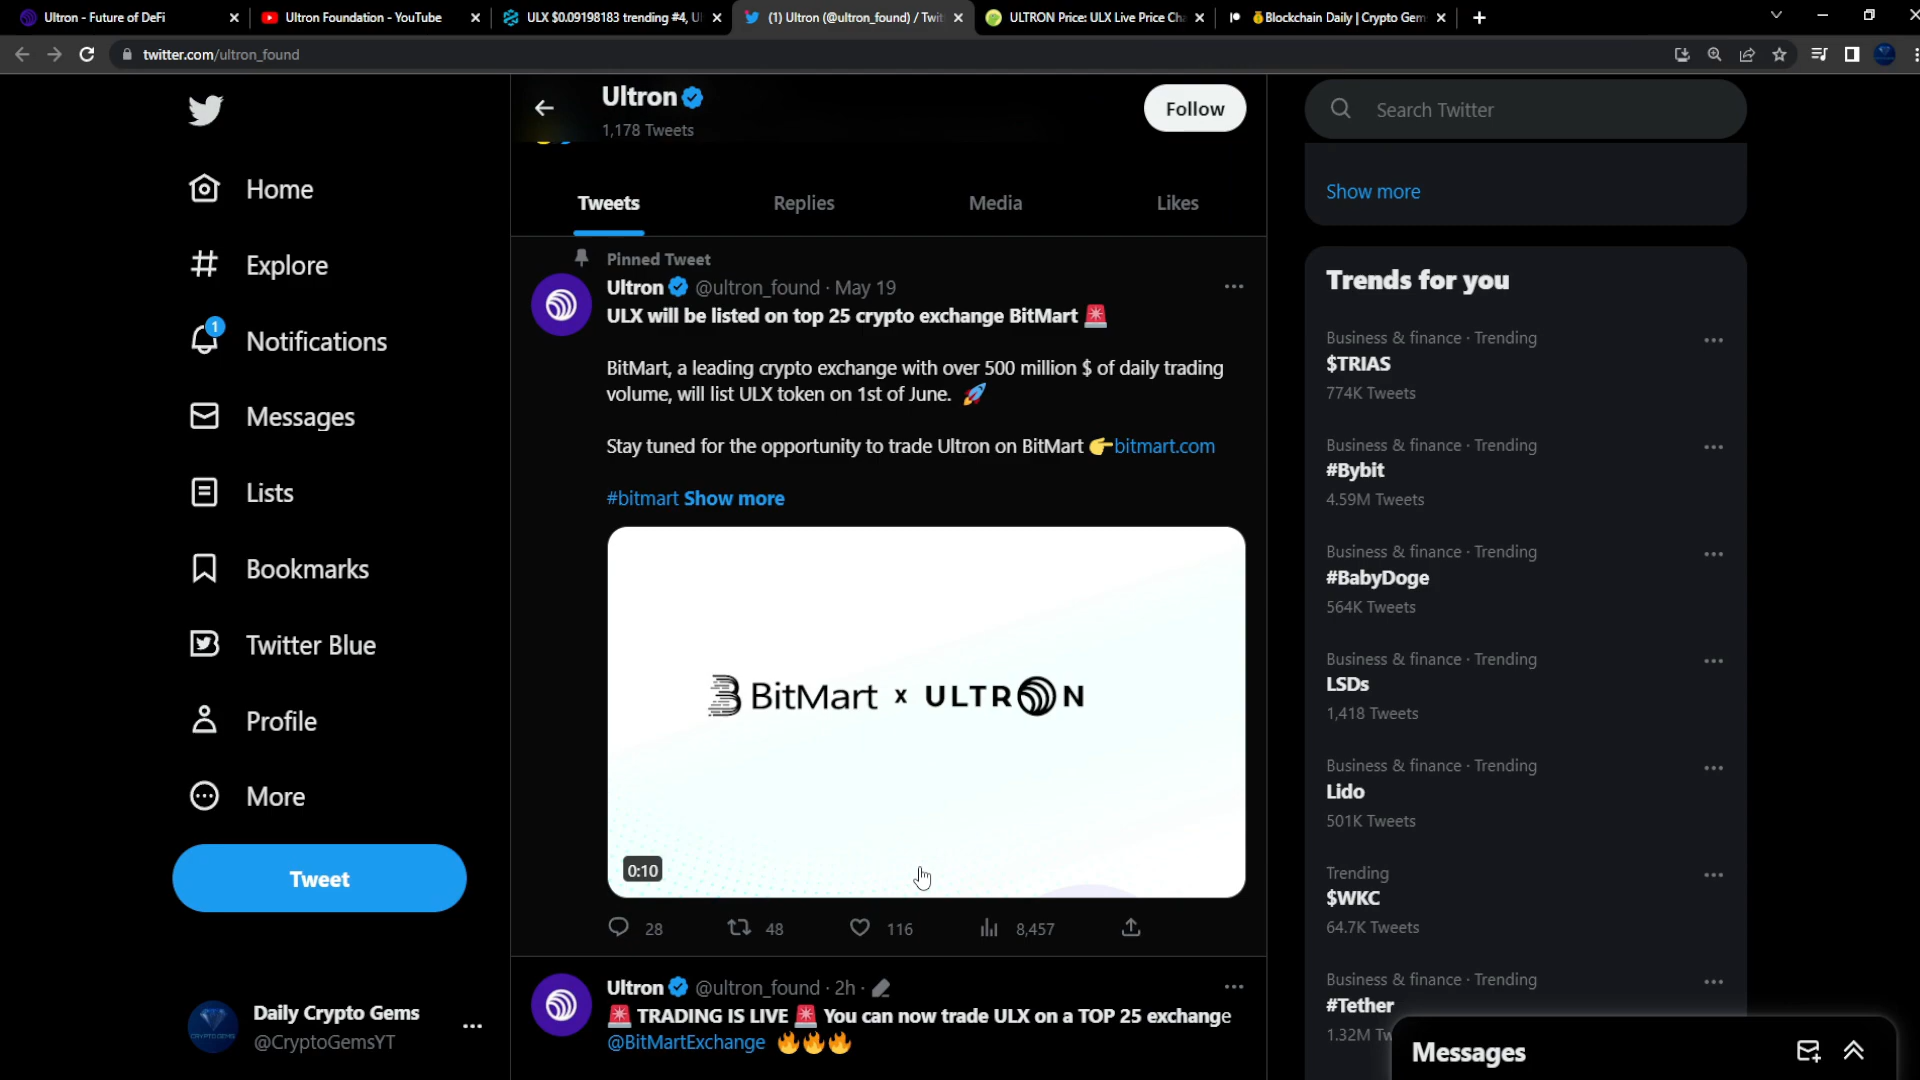 Ultron - Future of DeFi
Ultron Foundation - YouTube
ULX $0.09198183 trending #4, U
(1) Ultron (@ultron_found) / Twit
ULTRON Price: ULX Live Price Ch
Blockchain Daily | Crypto Gem
twitter.com/ultron_found
Home
Explore
1
Notifications
Messages
Lists
Bookmarks
Twitter Blue
Profile
More
Tweet
Daily Crypto Gems
@CryptoGemsYT
Ultron
1,178 Tweets
Follow
Tweets Replies Media Likes
Pinned Tweet
Ultron @ultron_found · May 19
ULX will be listed on top 25 crypto exchange BitMart 🚨
BitMart, a leading crypto exchange with over 500 million $ of daily trading
volume, will list ULX token on 1st of June. 🚀
Stay tuned for the opportunity to trade Ultron on BitMart 👉bitmart.com
#bitmart Show more
BitMart x ULTRON
0:10
28 48 116 8,457
Ultron @ultron_found · 2h ·
🚨 TRADING IS LIVE 🚨 You can now trade ULX on a TOP 25 exchange
@BitMartExchange 🔥🔥🔥
Search Twitter
Show more
Trends for you
Business & finance · Trending
$TRIAS
774K Tweets
Business & finance · Trending
#Bybit
4.59M Tweets
Business & finance · Trending
#BabyDoge
564K Tweets
Business & finance · Trending
LSDs
1,418 Tweets
Business & finance · Trending
Lido
501K Tweets
Trending
$WKC
64.7K Tweets
Business & finance · Trending
#Tether
1.32M Tw
Messages